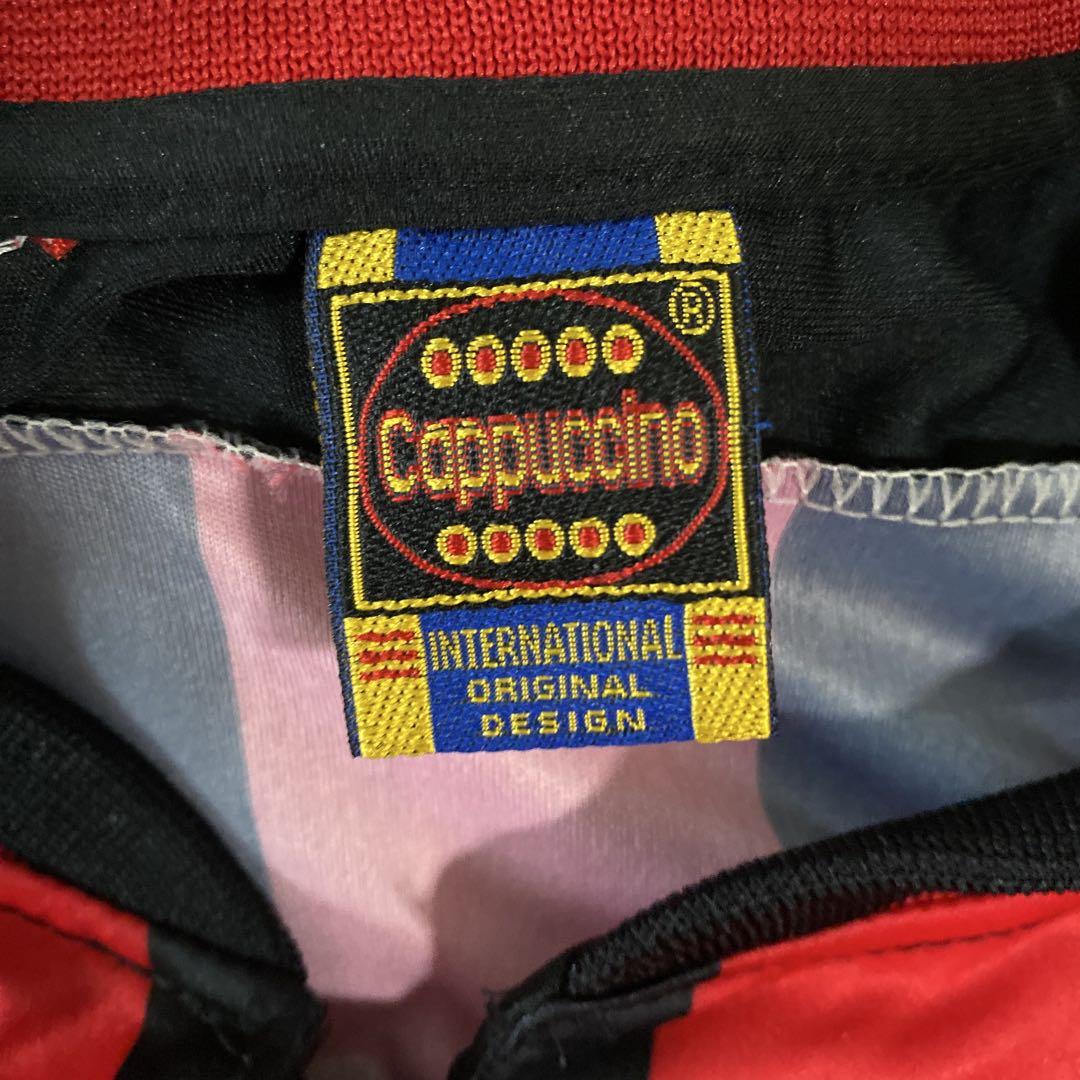 ®
Cappuccino
INTERNATIONAL
ORIGINAL
DESIGN